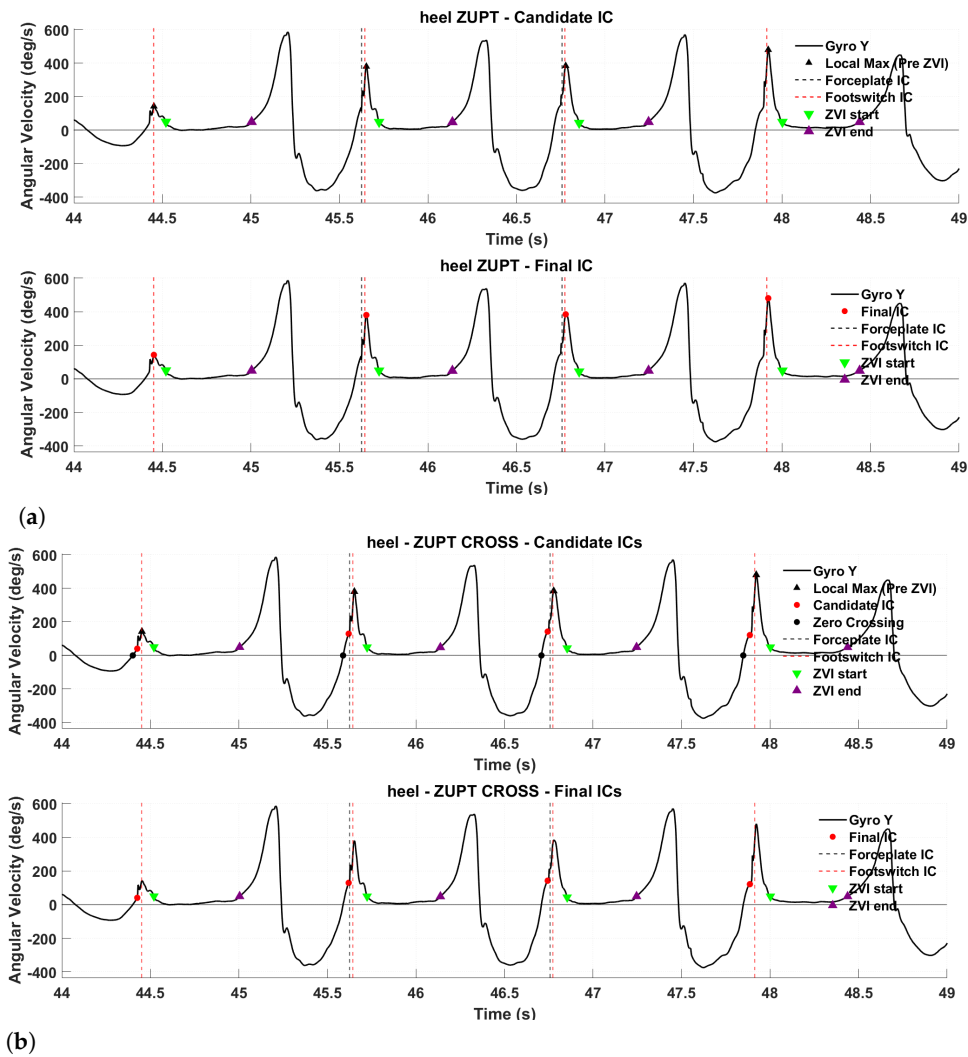 heel ZUPT - Candidate IC
Angular Velocity (deg/s)
600
400
200
0
-200
-400
Gyro Y
Local Max (Pre ZVI)
Forceplate IC
Footswitch IC
ZVI start
ZVI end
44 44.5 45 45.5 46 46.5 47 47.5 48 48.5 49
Time (s)
heel ZUPT - Final IC
Angular Velocity (deg/s)
600
400
200
0
-200
-400
Gyro Y
Final IC
Forceplate IC
Footswitch IC
ZVI start
ZVI end
44 44.5 45 45.5 46 46.5 47 47.5 48 48.5 49
Time (s)
(a)
heel - ZUPT CROSS - Candidate ICs
Angular Velocity (deg/s)
600
400
200
0
-200
-400
Gyro Y
Local Max (Pre ZVI)
Candidate IC
Zero Crossing
Forceplate IC
Footswitch IC
ZVI start
ZVI end
44 44.5 45 45.5 46 46.5 47 47.5 48 48.5 49
Time (s)
heel - ZUPT CROSS - Final ICs
Angular Velocity (deg/s)
600
400
200
0
-200
-400
Gyro Y
Final IC
Forceplate IC
Footswitch IC
ZVI start
ZVI end
44 44.5 45 45.5 46 46.5 47 47.5 48 48.5 49
Time (s)
(b)